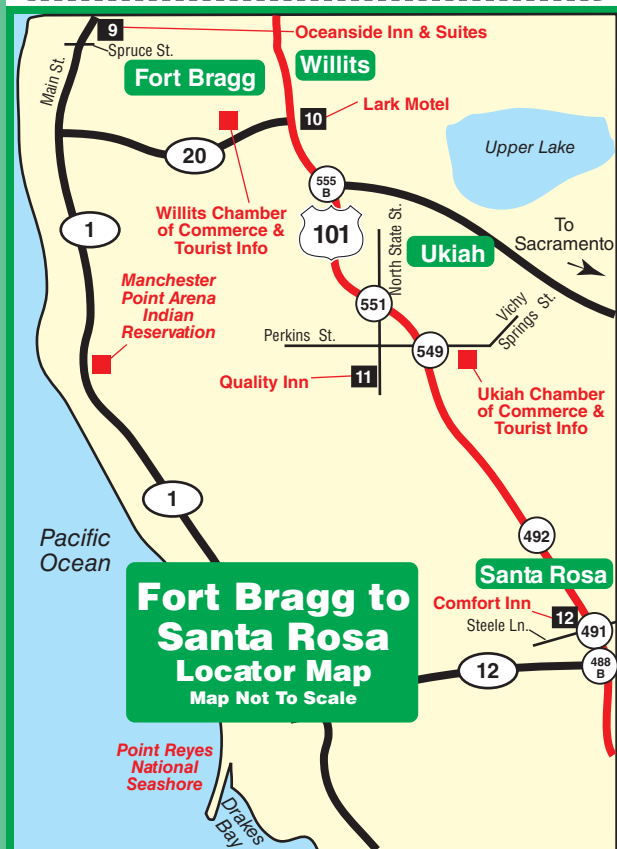 9
Oceanside Inn & Suites
Spruce St.
Main St.
Fort Bragg
Willits
Lark Motel
10
20
Upper Lake
555
B
Willits Chamber
of Commerce &
Tourist Info
1
101
North State St.
Ukiah
To
Sacramento
Manchester
Point Arena
Indian
Reservation
551
Vichy
Springs St.
Perkins St.
549
Quality Inn
11
Ukiah Chamber
of Commerce &
Tourist Info
1
492
Pacific
Ocean
Santa Rosa
Fort Bragg to
Santa Rosa
Locator Map
Map Not To Scale
Comfort Inn
12
Steele Ln.
491
488
B
12
Point Reyes
National
Seashore
Drakes
Bay